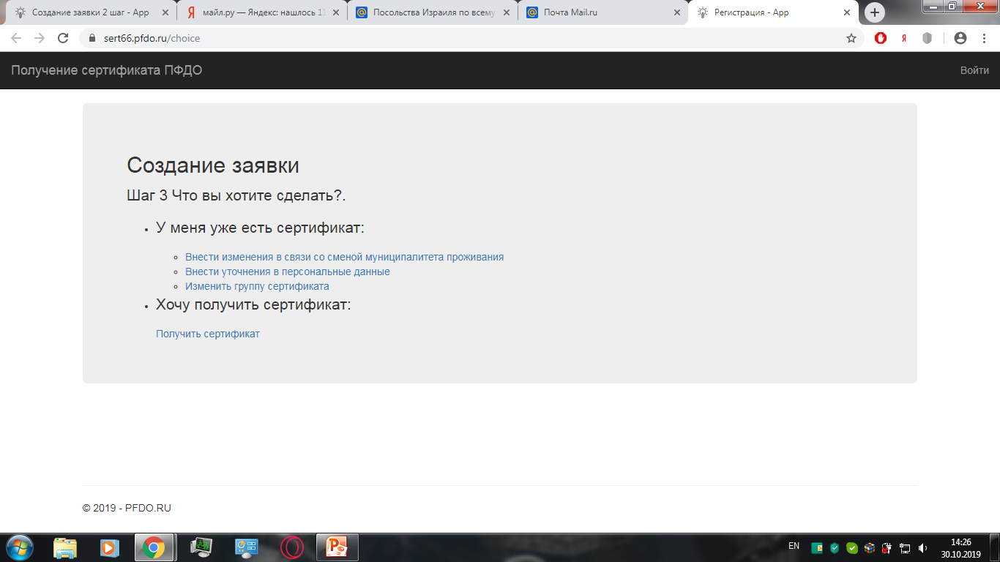 Создание заявки 2 шаг - App
майл.ру — Яндекс: нашлось 11
Посольства Израиля по всему
Почта Mail.ru
Регистрация - App
sert66.pfdo.ru/choice
Получение сертификата ПФДО
Войти
Создание заявки
Шаг 3 Что вы хотите сделать?.
У меня уже есть сертификат:
Внести изменения в связи со сменой муниципалитета проживания
Внести уточнения в персональные данные
Изменить группу сертификата
Хочу получить сертификат:
Получить сертификат
© 2019 - PFDO.RU
EN
14:26
30.10.2019